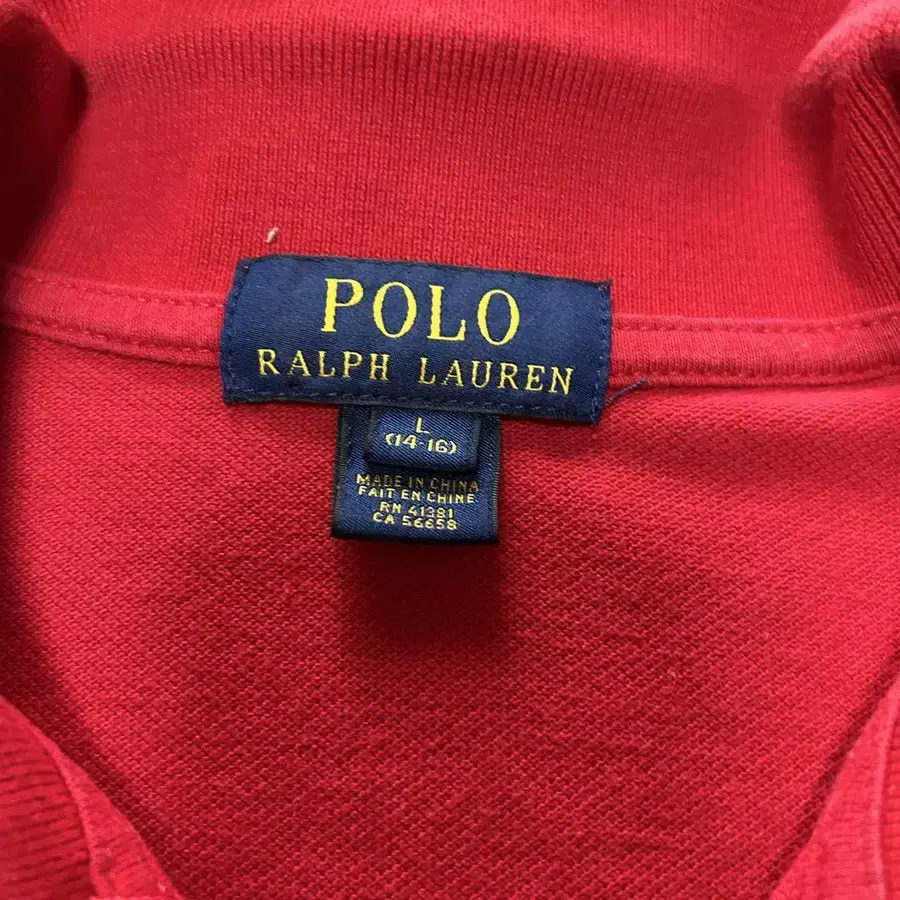 POLO
RALPH LAUREN
L
(14-16)
MADE IN CHINA
FAIT EN CHINE
RN 41381
CA 56658